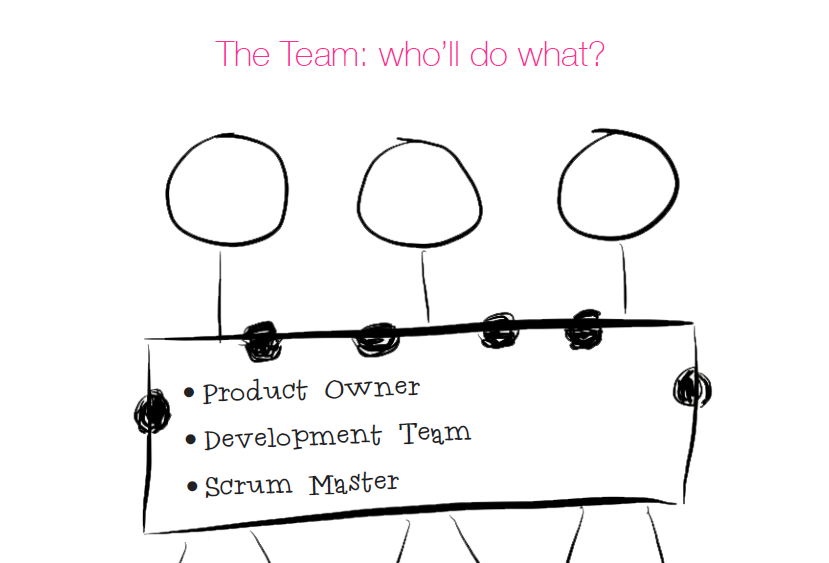 The Team: who'll do what?
• Product Owner
• Development Team
• Scrum Master